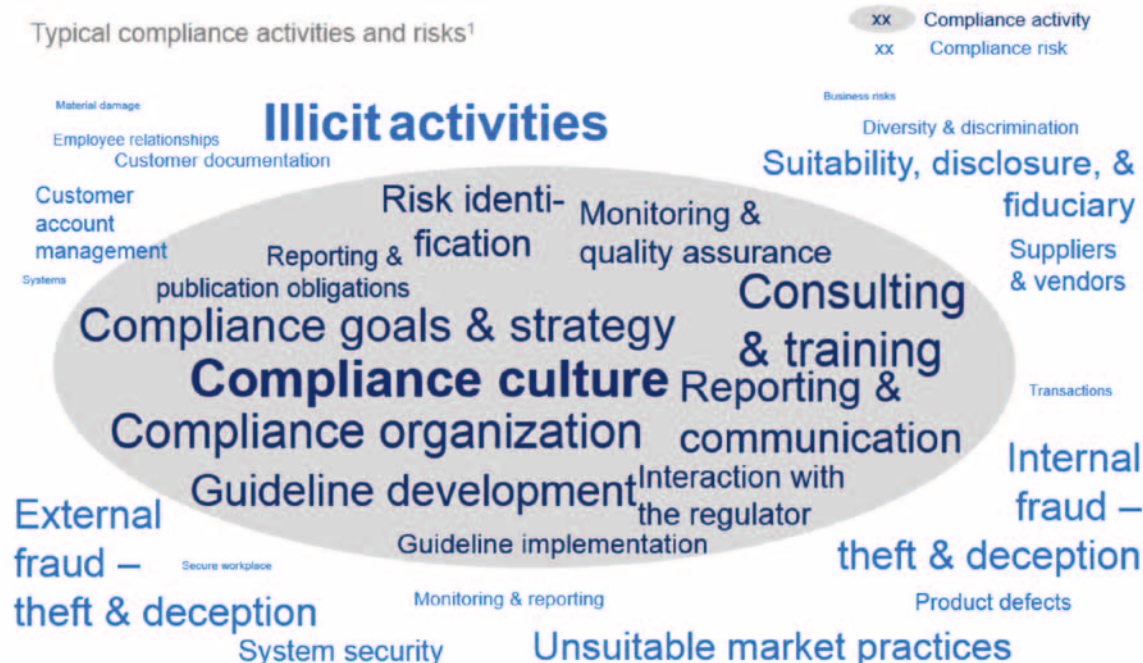 Typical compliance activities and risks¹
xx Compliance activity
xx Compliance risk
Material damage
Illicit activities
Business risks
Employee relationships
Diversity & discrimination
Customer documentation
Suitability, disclosure, &
fiduciary
Customer
account
management
Suppliers
& vendors
Systems
Risk identi-
fication
Monitoring &
quality assurance
Reporting &
publication obligations
Consulting
& training
Compliance goals & strategy
Compliance culture
Reporting &
communication
Compliance organization
Transactions
Guideline development
Interaction with
the regulator
Guideline implementation
Internal
fraud –
theft & deception
External
fraud –
theft & deception
Secure workplace
Monitoring & reporting
Product defects
System security
Unsuitable market practices